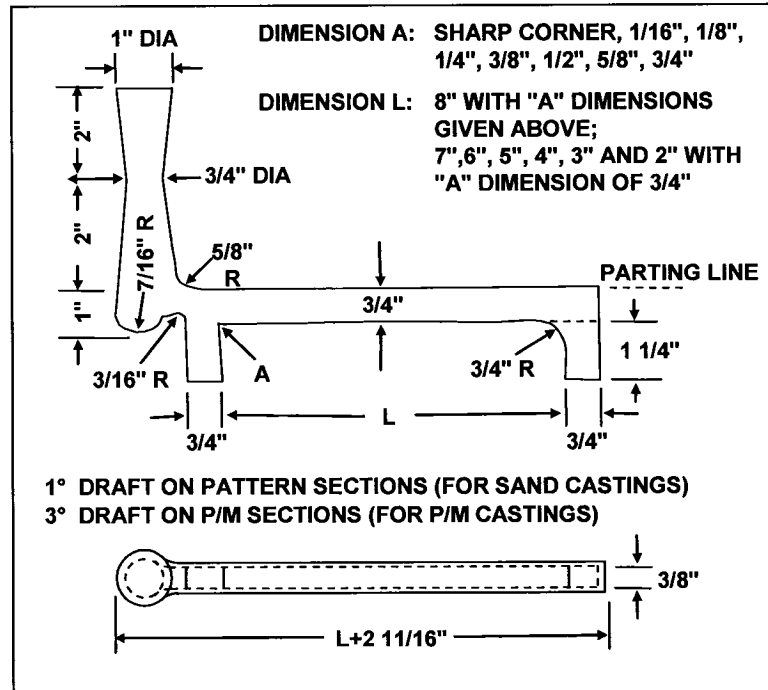 1" DIA
DIMENSION A: SHARP CORNER, 1/16", 1/8",
1/4", 3/8", 1/2", 5/8", 3/4"
DIMENSION L: 8" WITH "A" DIMENSIONS
GIVEN ABOVE;
7",6", 5", 4", 3" AND 2" WITH
"A" DIMENSION OF 3/4"
2"
3/4" DIA
2"
7/16" R
5/8"
R
PARTING LINE
1"
3/4"
1 1/4"
3/16" R
A
3/4" R
L
3/4"
3/4"
1° DRAFT ON PATTERN SECTIONS (FOR SAND CASTINGS)
3° DRAFT ON P/M SECTIONS (FOR P/M CASTINGS)
3/8"
L+2 11/16"